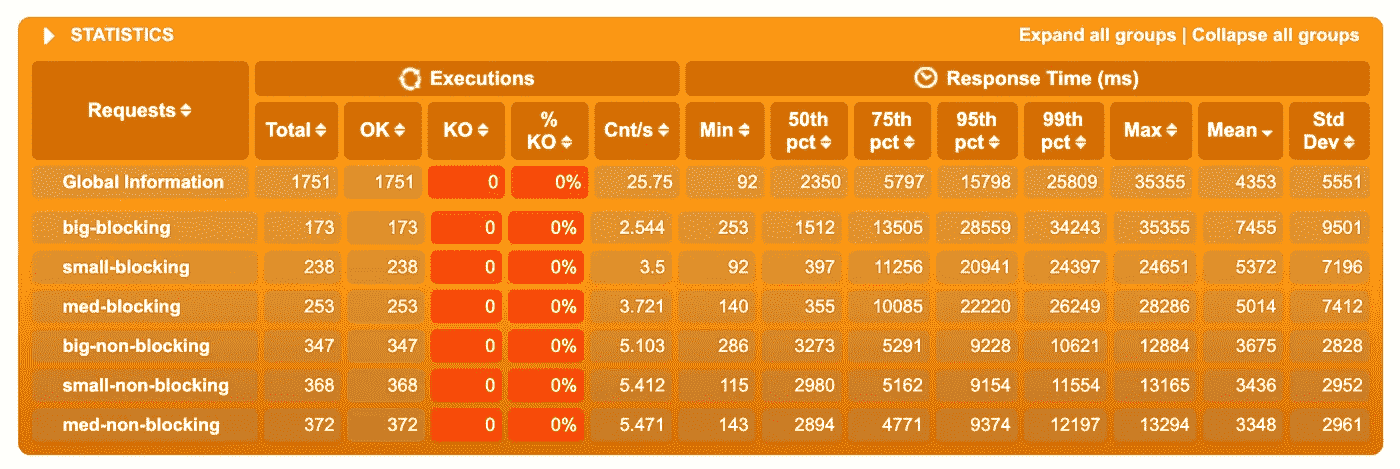 STATISTICS Expand all groups | Collapse all groups
Requests Executions Response Time (ms)
Total OK KO % KO Cnt/s Min 50th pct 75th pct 95th pct 99th pct Max Mean Std Dev
Global Information 1751 1751 0 0% 25.75 92 2350 5797 15798 25809 35355 4353 5551
big-blocking 173 173 0 0% 2.544 253 1512 13505 28559 34243 35355 7455 9501
small-blocking 238 238 0 0% 3.5 92 397 11256 20941 24397 24651 5372 7196
med-blocking 253 253 0 0% 3.721 140 355 10085 22220 26249 28286 5014 7412
big-non-blocking 347 347 0 0% 5.103 286 3273 5291 9228 10621 12884 3675 2828
small-non-blocking 368 368 0 0% 5.412 115 2980 5162 9154 11554 13165 3436 2952
med-non-blocking 372 372 0 0% 5.471 143 2894 4771 9374 12197 13294 3348 2961